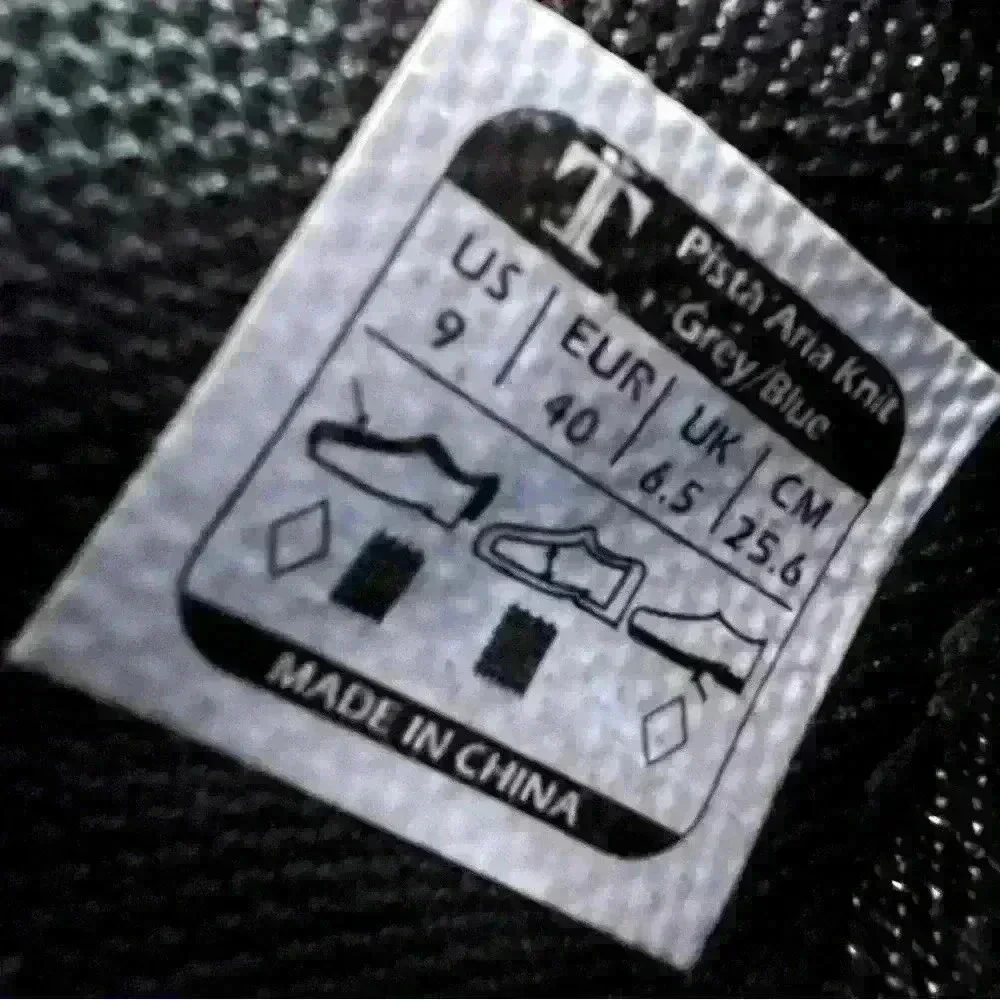 T
Pista Aria Knit
Grey/Blue
US EUR UK CM
9 40 6.5 25.6
MADE IN CHINA